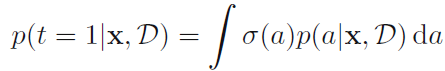 p(t = 1|x, 𝒟) = ∫ σ(a)p(a|x, 𝒟) da